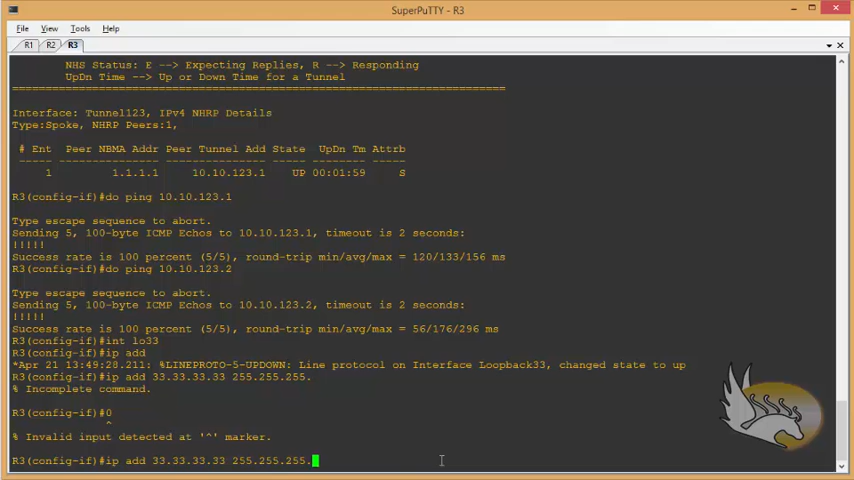 SuperPuTTY - R3
File View Tools Help
R1 R2 R3
NHS Status: E --> Expecting Replies, R --> Responding
UpDn Time --> Up or Down Time for a Tunnel
==========================================================================
Interface: Tunnel123, IPv4 NHRP Details
Type:Spoke, NHRP Peers:1,
# Ent  Peer NBMA Addr Peer Tunnel Add State  UpDn Tm Attrb
----- --------------- --------------- ----- -------- -----
1         1.1.1.1     10.10.123.1    UP 00:01:59     S
R3(config-if)#do ping 10.10.123.1
Type escape sequence to abort.
Sending 5, 100-byte ICMP Echos to 10.10.123.1, timeout is 2 seconds:
!!!!!
Success rate is 100 percent (5/5), round-trip min/avg/max = 120/133/156 ms
R3(config-if)#do ping 10.10.123.2
Type escape sequence to abort.
Sending 5, 100-byte ICMP Echos to 10.10.123.2, timeout is 2 seconds:
!!!!!
Success rate is 100 percent (5/5), round-trip min/avg/max = 56/176/296 ms
R3(config-if)#int lo33
R3(config-if)#ip add
*Apr 21 13:49:28.211: %LINEPROTO-5-UPDOWN: Line protocol on Interface Loopback33, changed state to up
R3(config-if)#ip add 33.33.33.33 255.255.255.
% Incomplete command.
R3(config-if)#0
^
% Invalid input detected at '^' marker.
R3(config-if)#ip add 33.33.33.33 255.255.255.